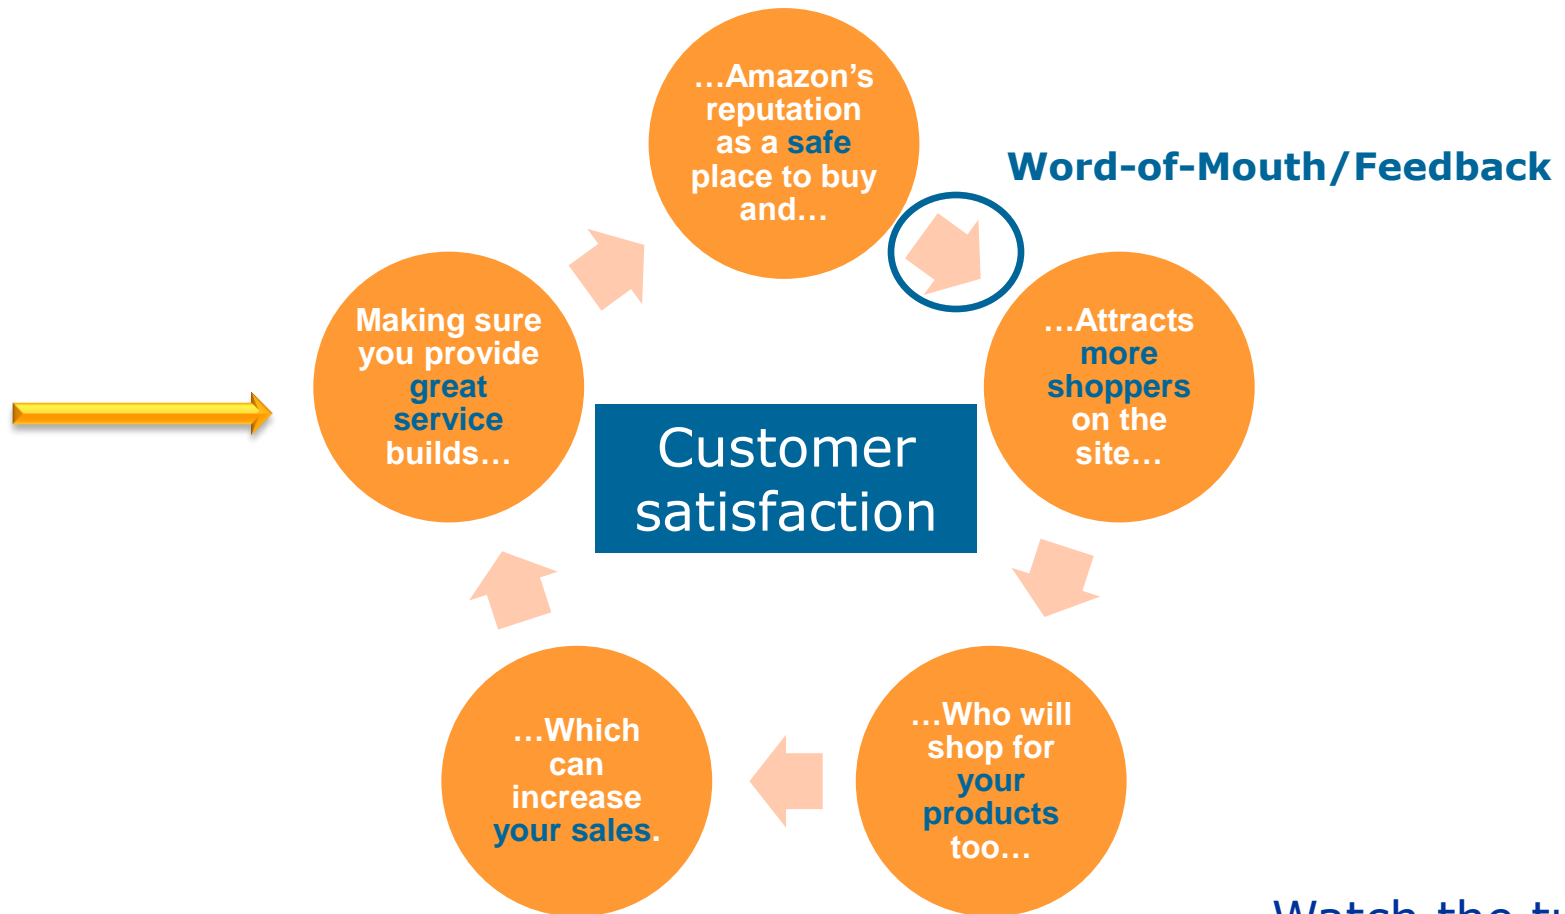 …Amazon’s
reputation
as a safe
place to buy
and…
Word-of-Mouth/Feedback
Making sure
you provide
great
service
builds…
…Attracts
more
shoppers
on the
site…
Customer
satisfaction
…Which
can
increase
your sales.
…Who will
shop for
your
products
too…
Watch the